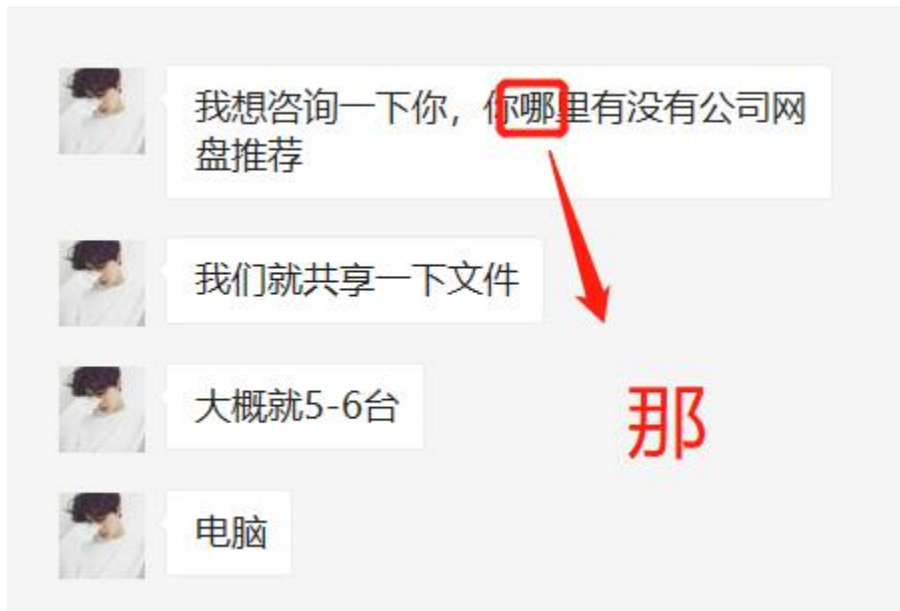 我想咨询一下你，你哪里有没有公司网
盘推荐
我们就共享一下文件
大概就5-6台
那
电脑